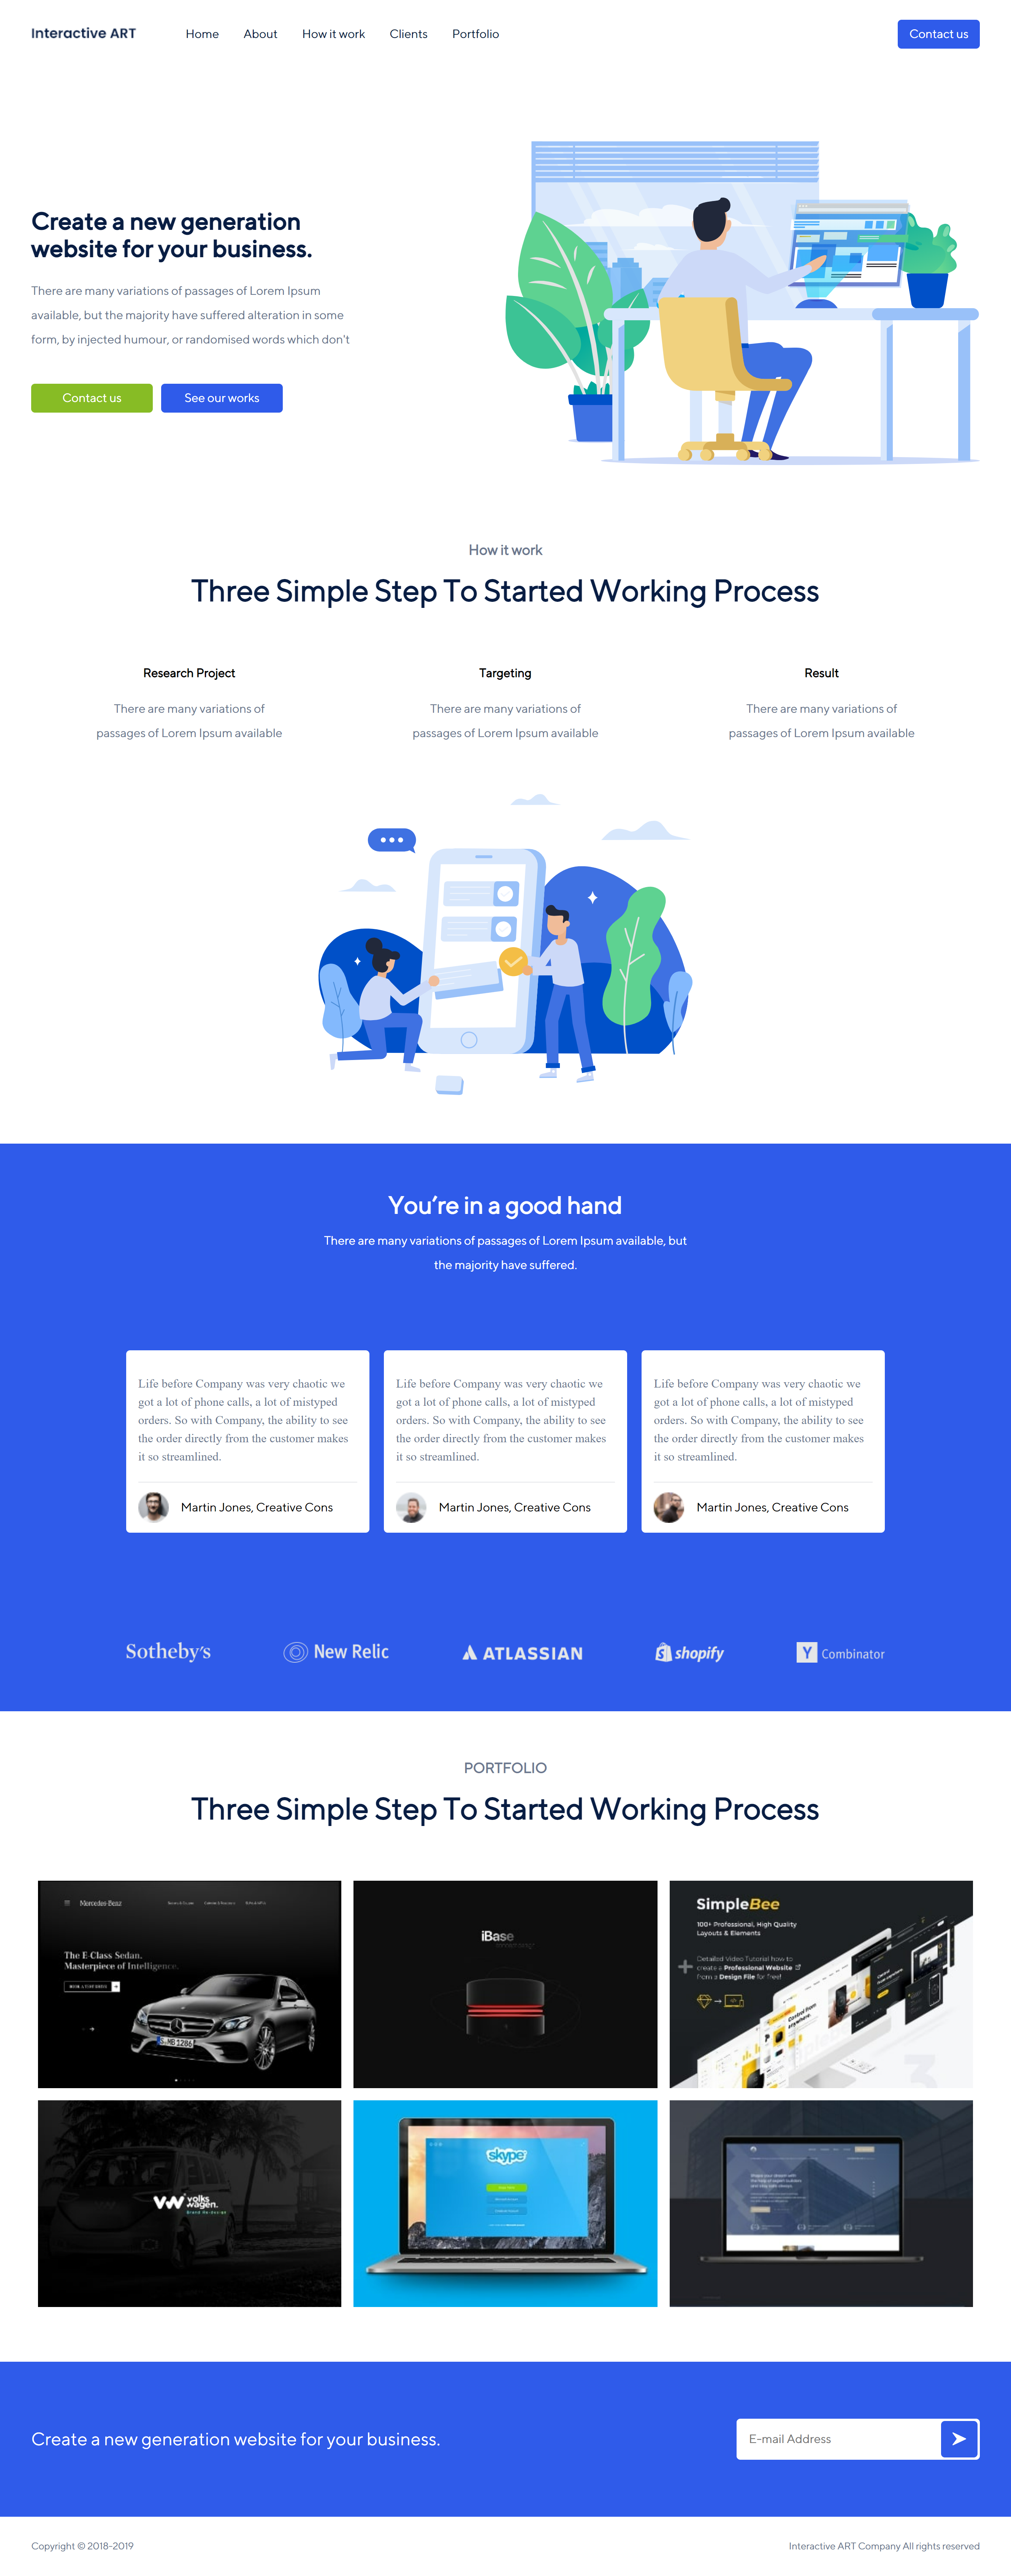 Interactive ART
Home
About
How it work
Clients
Portfolio
Contact us
Create a new generation
website for your business.
There are many variations of passages of Lorem Ipsum
available, but the majority have suffered alteration in some
form, by injected humour, or randomised words which don't
Contact us
See our works
How it work
Three Simple Step To Started Working Process
Research Project
There are many variations of
passages of Lorem Ipsum available
Targeting
There are many variations of
passages of Lorem Ipsum available
Result
There are many variations of
passages of Lorem Ipsum available
You’re in a good hand
There are many variations of passages of Lorem Ipsum available, but
the majority have suffered.
Life before Company was very chaotic we
got a lot of phone calls, a lot of mistyped
orders. So with Company, the ability to see
the order directly from the customer makes
it so streamlined.
Martin Jones, Creative Cons
Life before Company was very chaotic we
got a lot of phone calls, a lot of mistyped
orders. So with Company, the ability to see
the order directly from the customer makes
it so streamlined.
Martin Jones, Creative Cons
Life before Company was very chaotic we
got a lot of phone calls, a lot of mistyped
orders. So with Company, the ability to see
the order directly from the customer makes
it so streamlined.
Martin Jones, Creative Cons
Sotheby's
New Relic
ATLASSIAN
shopify
Y Combinator
PORTFOLIO
Three Simple Step To Started Working Process
Mercedes-Benz
The E-Class Sedan.
Masterpiece of Intelligence.
iBase
SimpleBee
100+ Professional, High Quality
Layouts & Elements
Detailed Video Tutorial how to
create a Professional Website
from a Design File for free!
Control from
anywhere.
3
volks
wagen.
Brand Re-design
skype
Create a new generation website for your business.
E-mail Address
Copyright © 2018-2019
Interactive ART Company All rights reserved